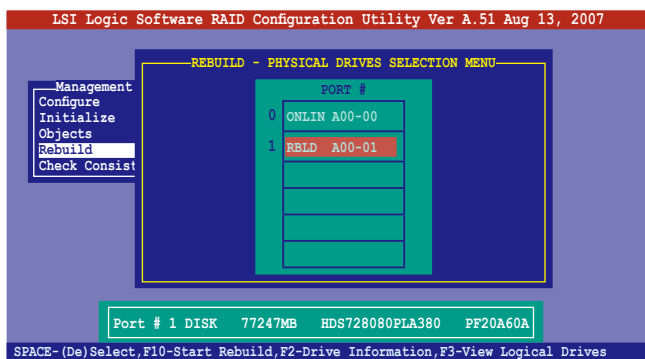 LSI Logic Software RAID Configuration Utility Ver A.51 Aug 13, 2007
REBUILD - PHYSICAL DRIVES SELECTION MENU
Management
Configure
Initialize
Objects
Rebuild
Check Consist
PORT #
0 ONLIN A00-00
1 RBLD A00-01
Port # 1 DISK 77247MB HDS728080PLA380 PF20A60A
SPACE-(De)Select,F10-Start Rebuild,F2-Drive Information,F3-View Logical Drives